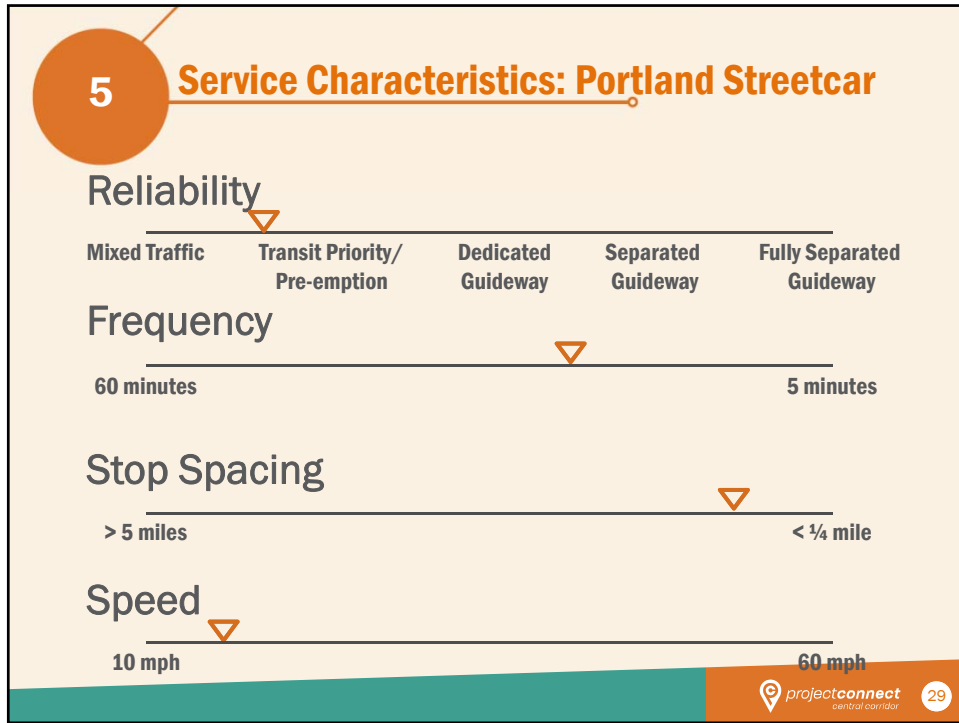 5
Service Characteristics: Portland Streetcar
Reliability
Mixed Traffic
Transit Priority/
Pre-emption
Dedicated
Guideway
Separated
Guideway
Fully Separated
Guideway
Frequency
60 minutes
5 minutes
Stop Spacing
> 5 miles
< ¼ mile
Speed
10 mph
60 mph
C projectconnect
central corridor
29